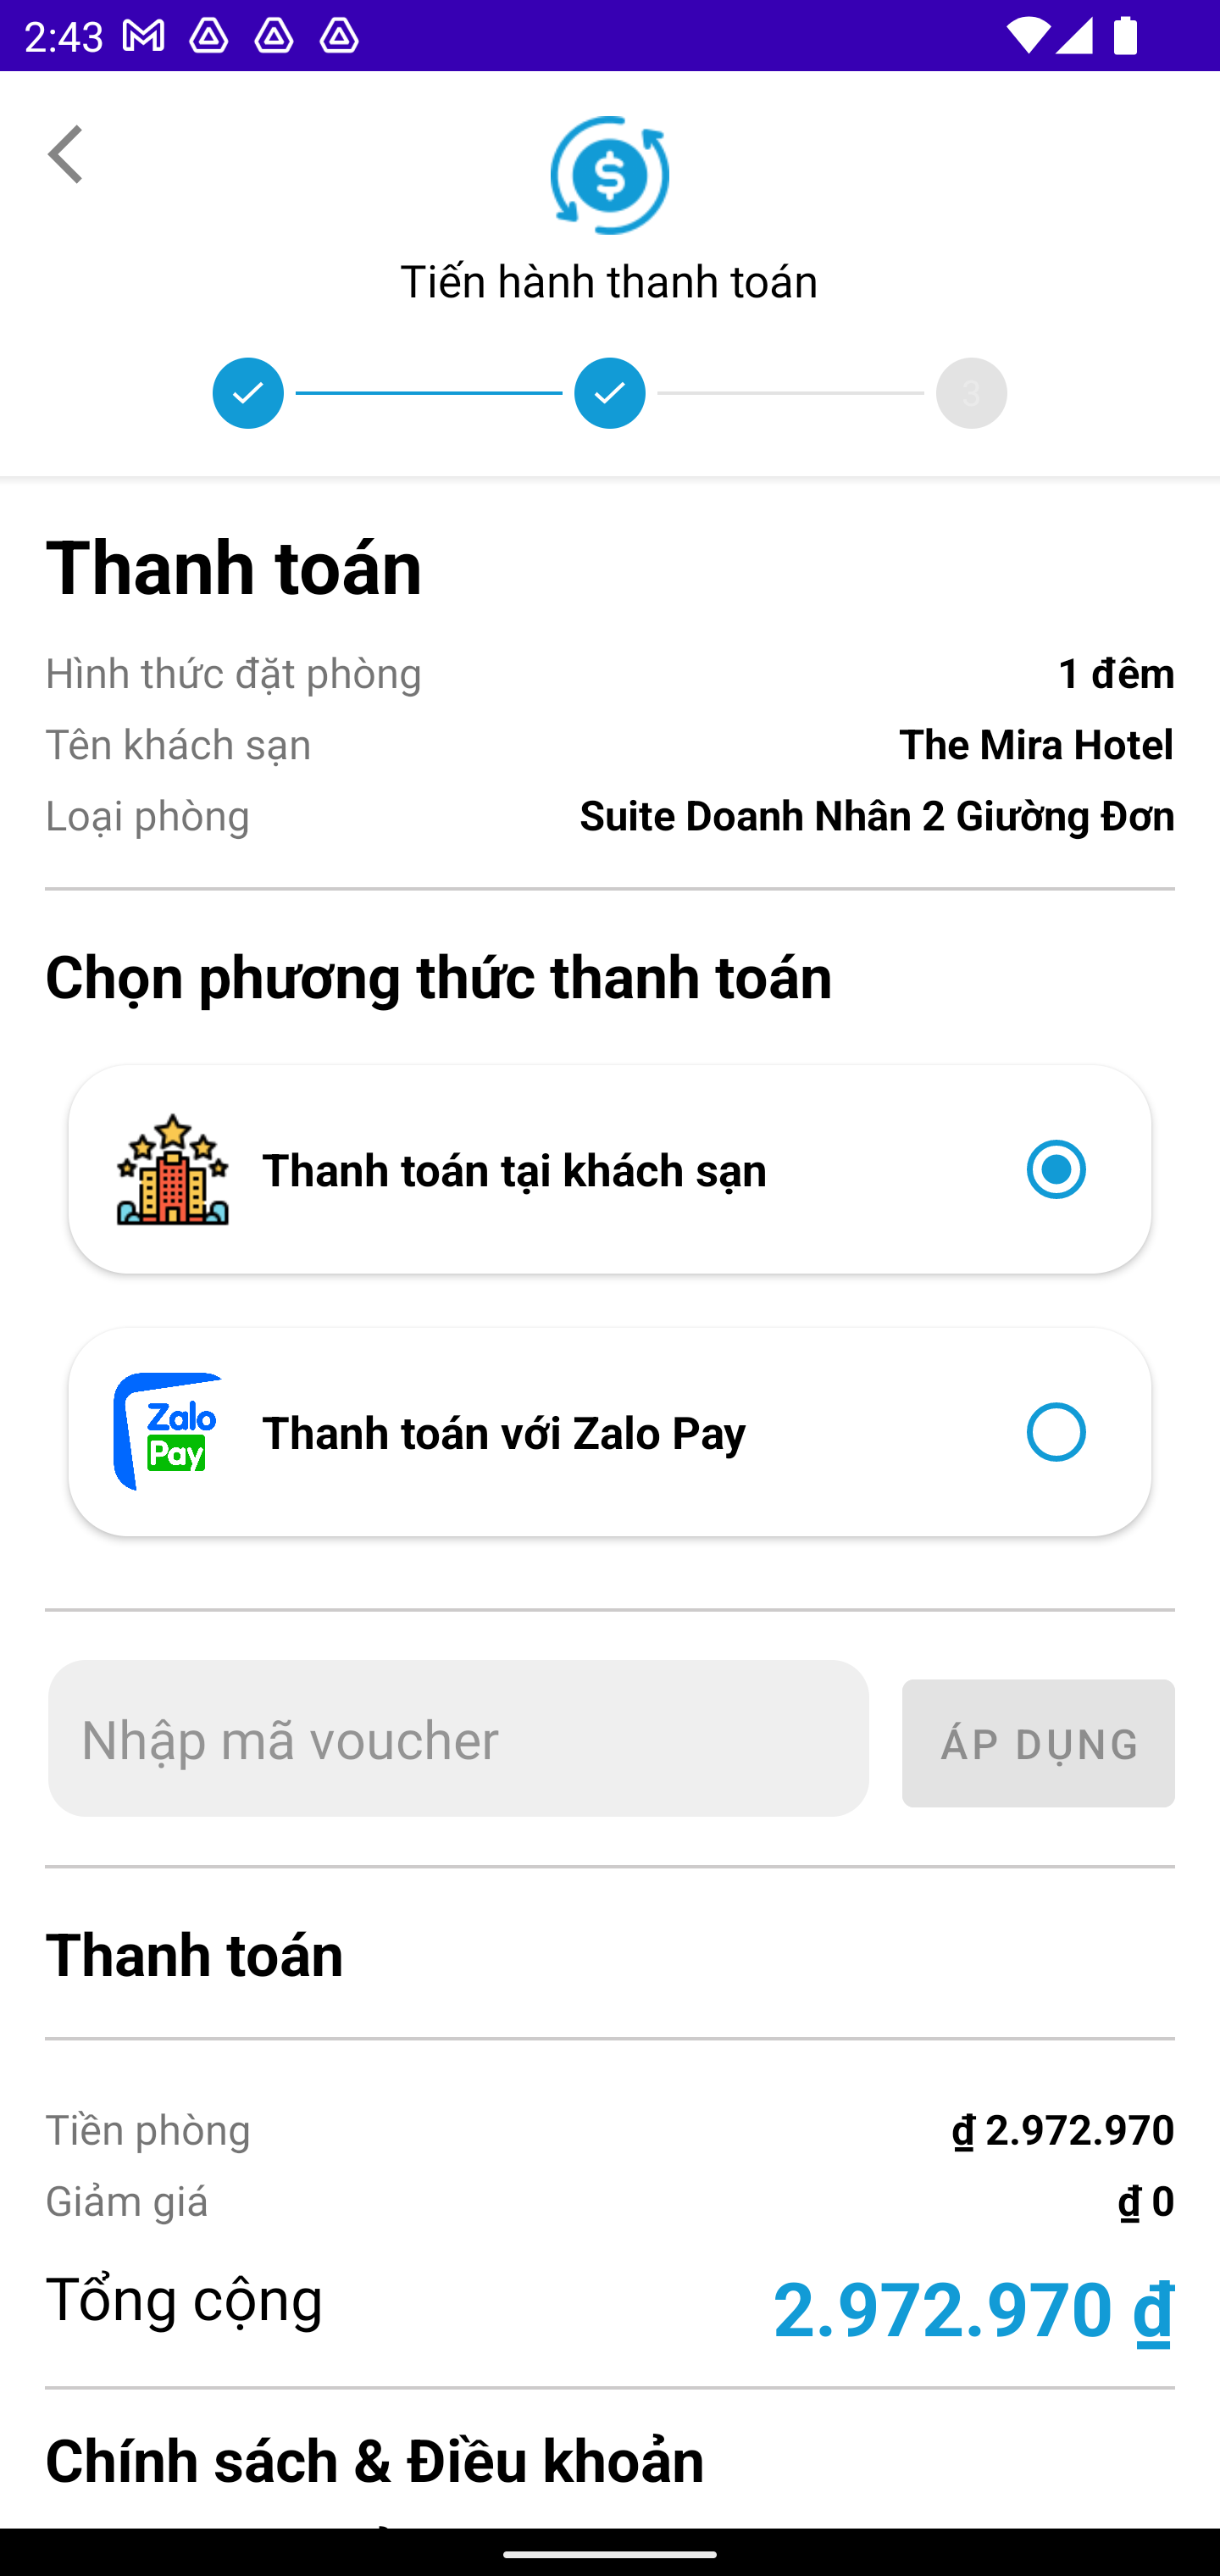 2:43
Tiến hành thanh toán
3
Thanh toán
Hình thức đặt phòng 1 đêm
Tên khách sạn The Mira Hotel
Loại phòng Suite Doanh Nhân 2 Giường Đơn
Chọn phương thức thanh toán
Thanh toán tại khách sạn
Zalo
Pay
Thanh toán với Zalo Pay
Nhập mã voucher ÁP DỤNG
Thanh toán
Tiền phòng ₫ 2.972.970
Giảm giá ₫ 0
Tổng cộng 2.972.970 ₫
Chính sách & Điều khoản